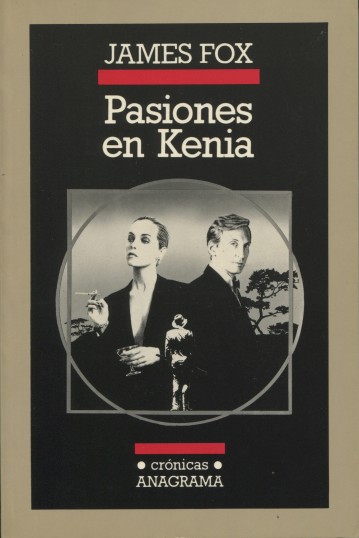 JAMES FOX
Pasiones
en Kenia
• crónicas •
ANAGRAMA